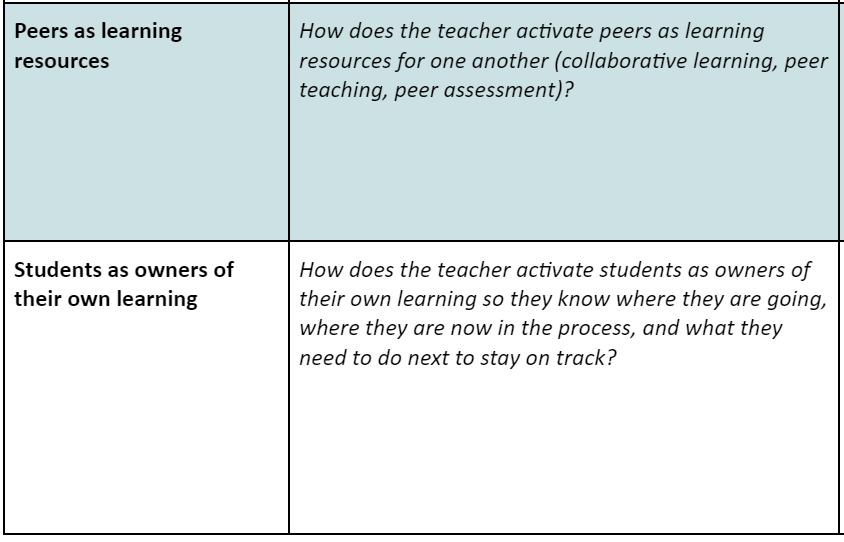 Peers as learning
resources
How does the teacher activate peers as learning
resources for one another (collaborative learning, peer
teaching, peer assessment)?
Students as owners of
their own learning
How does the teacher activate students as owners of
their own learning so they know where they are going,
where they are now in the process, and what they
need to do next to stay on track?